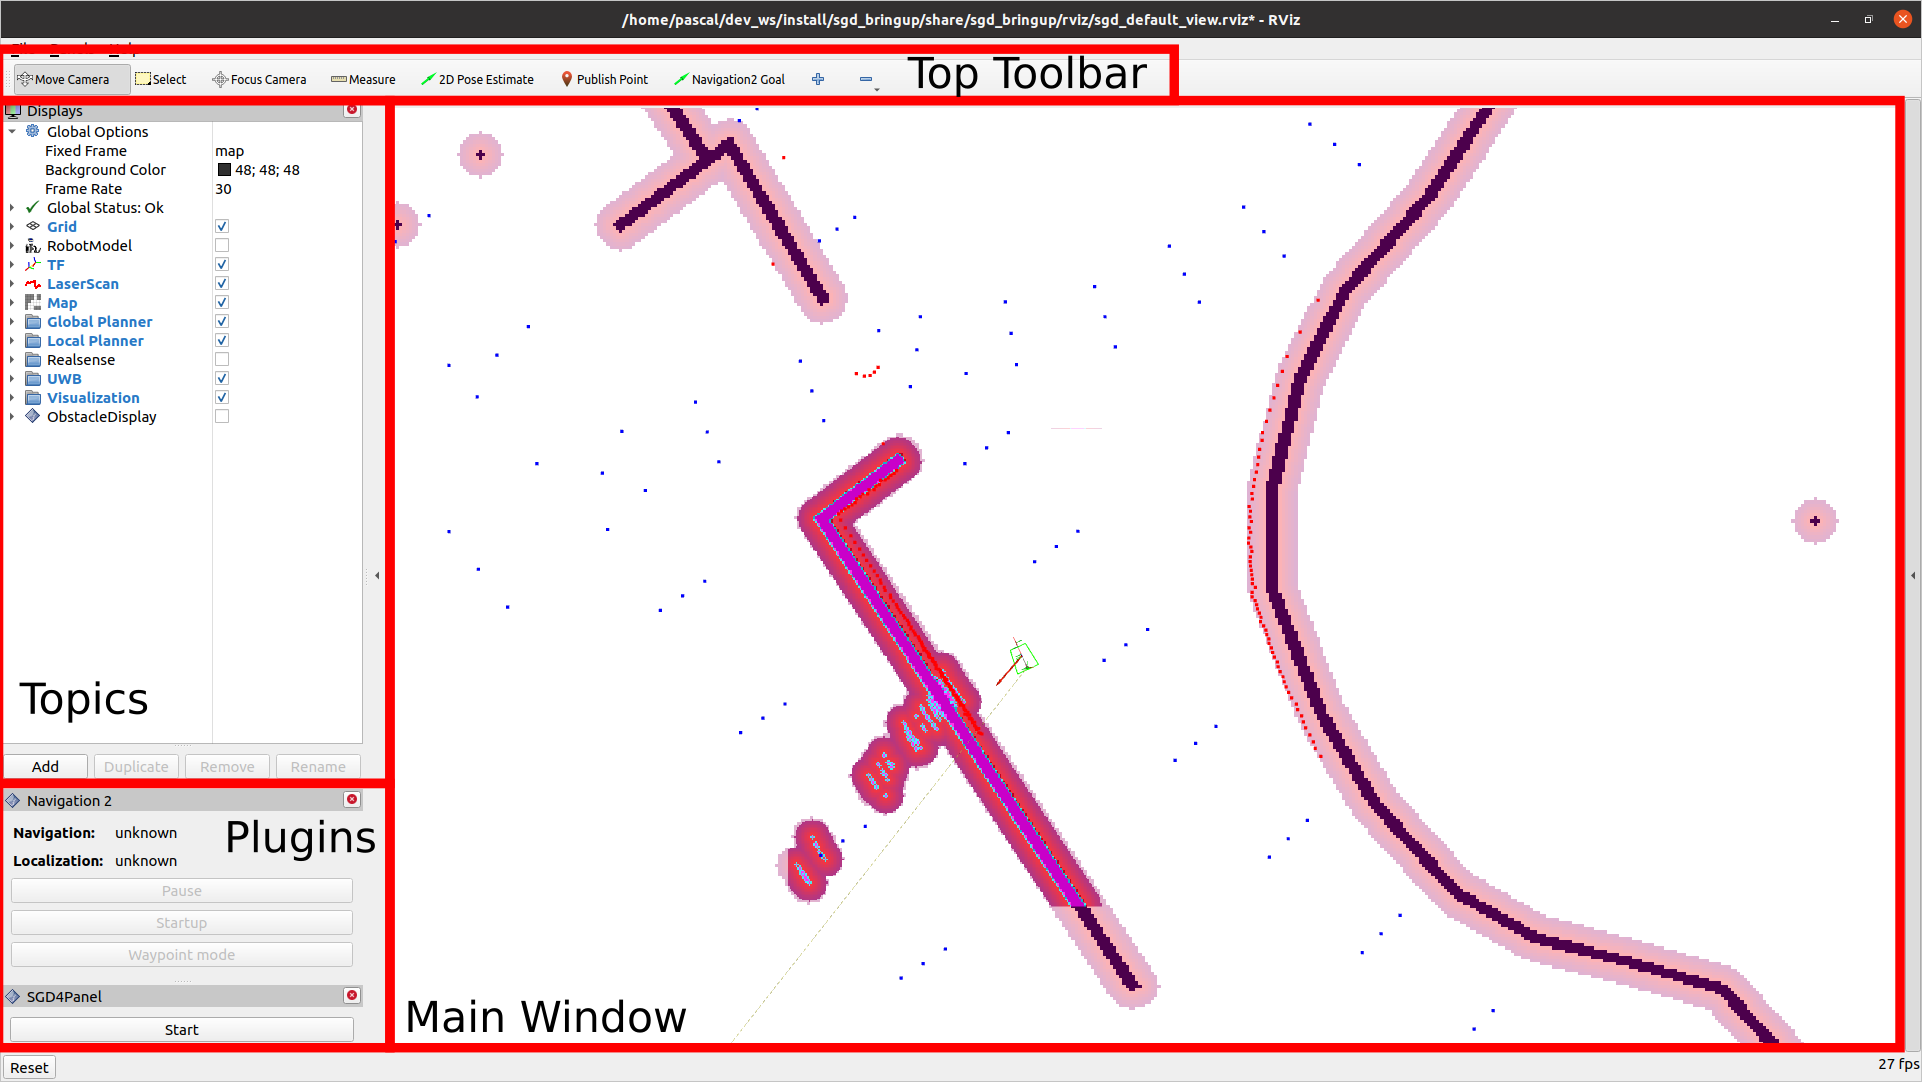 /home/pascal/dev_ws/install/sgd_bringup/share/sgd_bringup/rviz/sgd_default_view.rviz* - RViz
Move Camera Select Focus Camera Measure 2D Pose Estimate Publish Point Navigation2 Goal Top Toolbar
Displays
Global Options
Fixed Frame map
Background Color 48; 48; 48
Frame Rate 30
Global Status: Ok
Grid
RobotModel
TF
LaserScan
Map
Global Planner
Local Planner
Realsense
UWB
Visualization
ObstacleDisplay
Topics
Add Duplicate Remove Rename
Navigation 2
Navigation: unknown
Localization: unknown
Plugins
Pause
Startup
Waypoint mode
SGD4Panel
Start
Main Window
Reset
27 fps